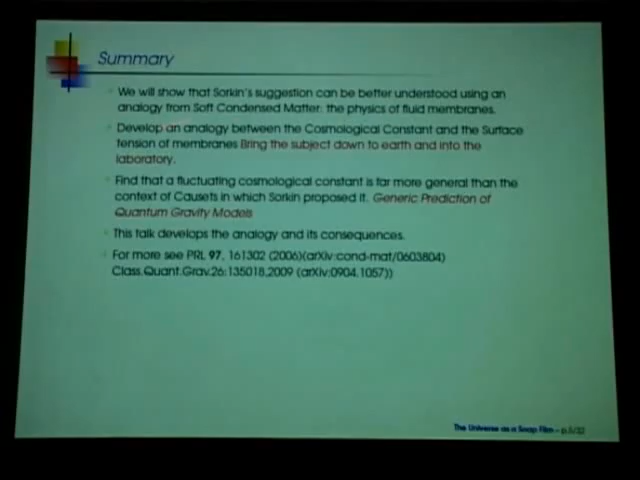 Summary
We will show that Sorkin's suggestion can be better understood using an
analogy from Soft Condensed Matter: the physics of fluid membranes.
Develop an analogy between the Cosmological Constant and the Surface
tension of membranes Bring the subject down to earth and into the
laboratory.
Find that a fluctuating cosmological constant is far more general than the
context of Causets in which Sorkin proposed it. Generic Prediction of
Quantum Gravity Models
This talk develops the analogy and its consequences.
For more see PRL 97, 161302 (2006)(arXiv:cond-mat/0603804)
Class.Quant.Grav.26:135018,2009 (arXiv:0904.1057))
The Universe as a Soap Film – p.5/32